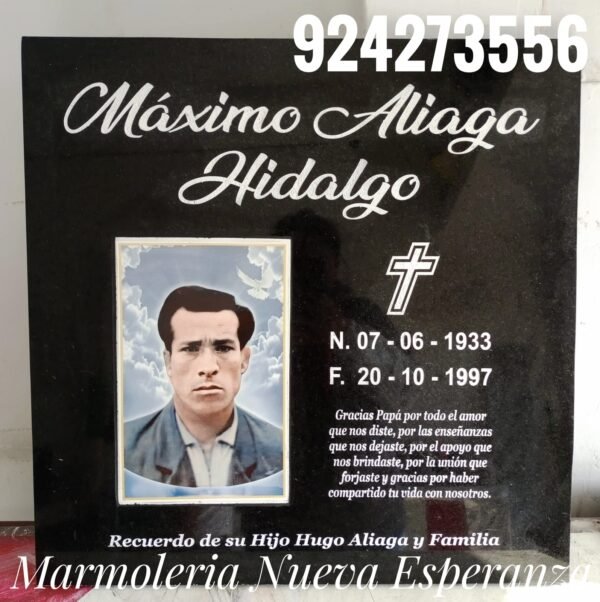 924273556
Máximo Aliaga
Hidalgo
N. 07 - 06 - 1933
F. 20 - 10 - 1997
Gracias Papá por todo el amor
que nos diste, por las enseñanzas
que nos dejaste, por el apoyo que
nos brindaste, por la unión que
forjaste y gracias por haber
compartido tu vida con nosotros.
Recuerdo de su Hijo Hugo Aliaga y Familia
Marmoleria Nueva Esperanza